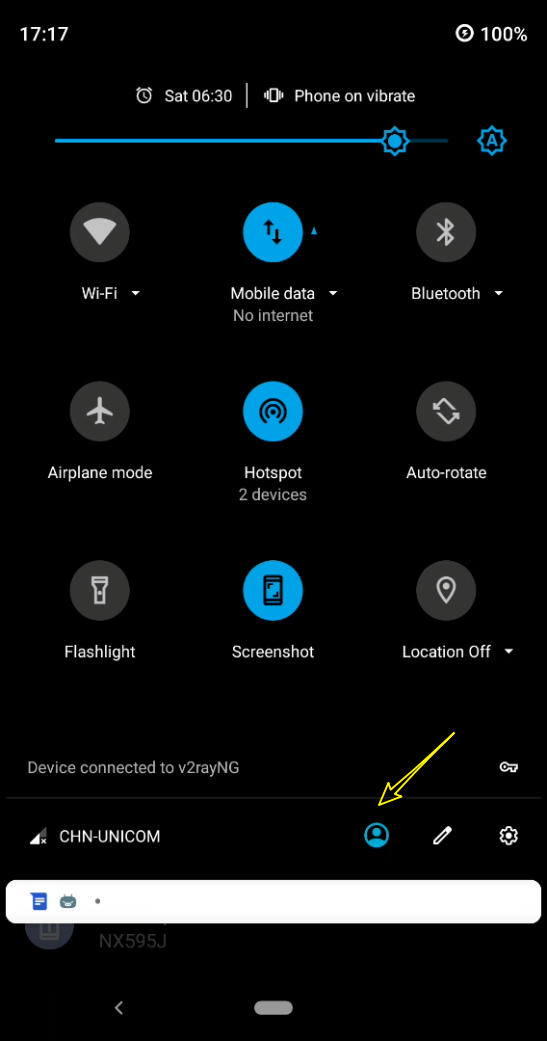 17:17 100%
Sat 06:30 Phone on vibrate
A
Wi-Fi Mobile data Bluetooth
No internet
Airplane mode Hotspot Auto-rotate
2 devices
Flashlight Screenshot Location Off
Device connected to v2rayNG
CHN-UNICOM
NX595J